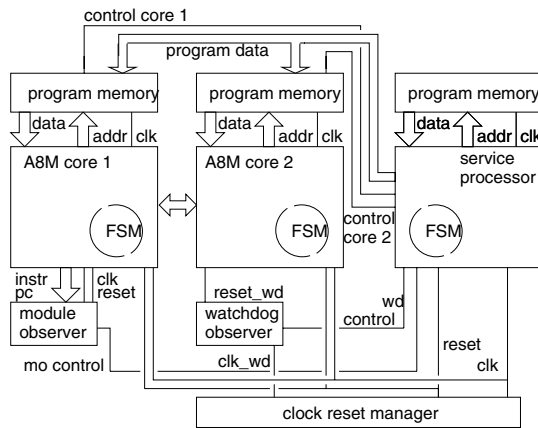 control core 1
program data
program memory
program memory
program memory
data
addr
clk
data
addr
clk
data
addr
clk
A8M core 1
A8M core 2
service
processor
FSM
FSM
FSM
control
core 2
instr
pc
clk
reset
reset_wd
wd
control
module
observer
watchdog
observer
mo control
clk_wd
reset
clk
clock reset manager